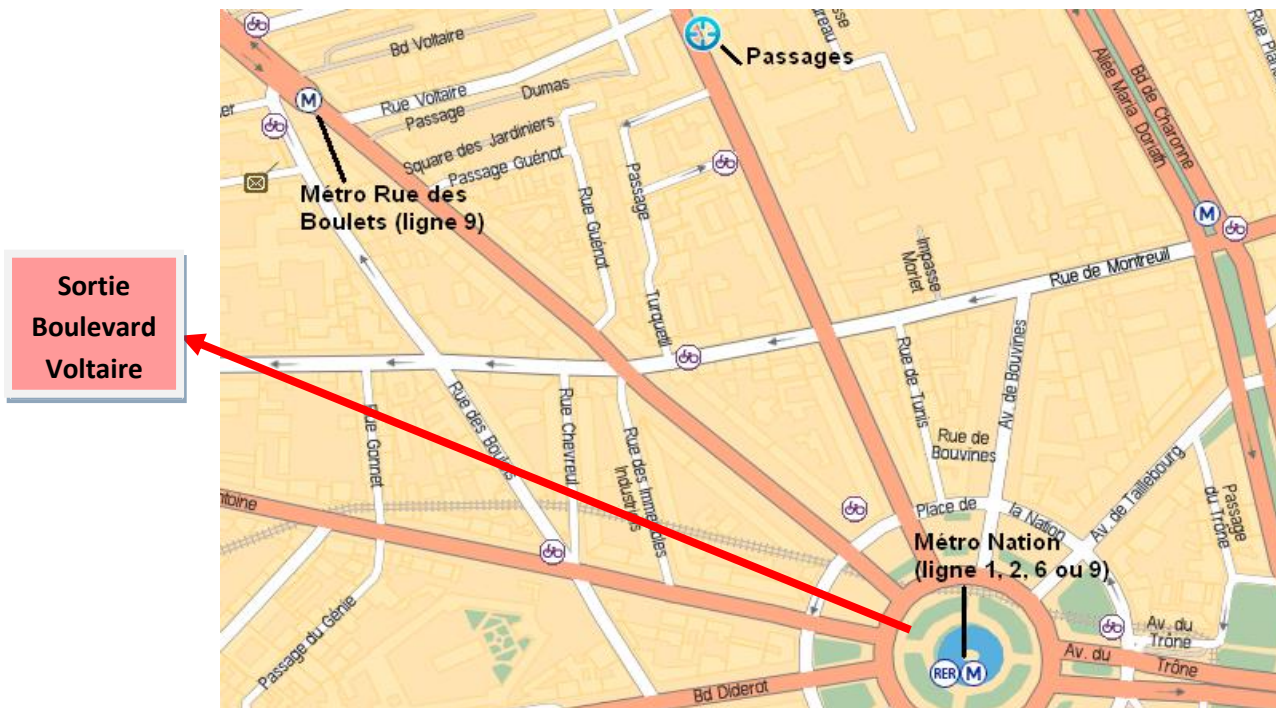 Bd Voltaire
Passages
Allée Maria Doriath
Bd de Charonne
M
Rue Voltaire
Passage
Dumas
Square des Jardiniers
Passage Guénot
Métro Rue des
Boulets (ligne 9)
Rue Guénot
Passage
Turquetil
M
Impasse
Morlet
Rue de Montreuil
Sortie
Boulevard
Voltaire
Rue Gonnet
Rue des Boulets
Rue Chevreul
Rue des Immeubles
Industriels
Rue de Tunis
Av. de Bouvines
Rue de
Bouvines
Av. de Taillebourg
Passage
du Trône
Place de
la Nation
Métro Nation
(ligne 1, 2, 6 ou 9)
Passage du Génie
Av. du
Trône
Av. du
Trône
RER M
Bd Diderot